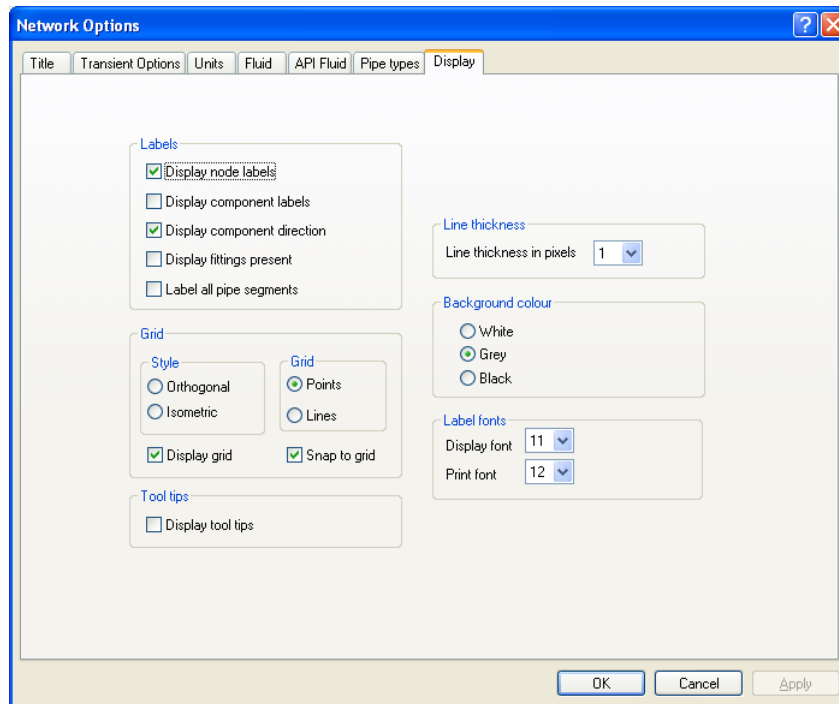 Network Options
Title Transient Options Units Fluid API Fluid Pipe types Display
Labels
Display node labels
Display component labels
Display component direction
Display fittings present
Label all pipe segments
Grid
Style
Orthogonal
Isometric
Grid
Points
Lines
Display grid
Snap to grid
Tool tips
Display tool tips
Line thickness
Line thickness in pixels 1
Background colour
White
Grey
Black
Label fonts
Display font 11
Print font 12
OK Cancel Apply